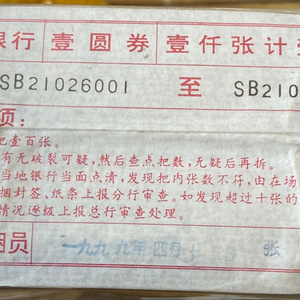 银行 壹圆券 壹仟张计
SB21026001 至 SB210
项：
把壹百张。
有无破裂可疑，然后查点把数，无疑后再拆。
当地银行当面点清，发现把内张数不符，由在场
捆封签、纸条上报分行审查。如发现超过十张的
情况逐级上报总行审查处理。
员 一九九九年四月 张